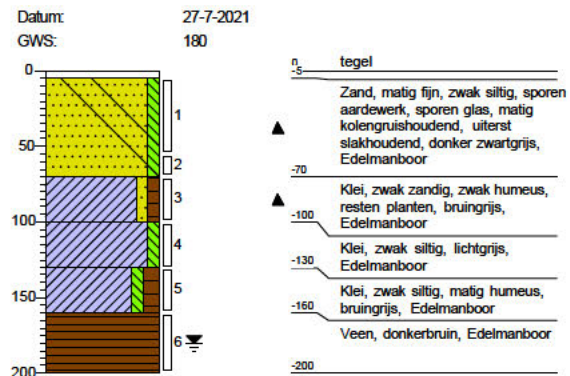 Datum: 27-7-2021
GWS: 180
0
50
100
150
200
1
2
3
4
5
6
0 tegel
-5
Zand, matig fijn, zwak siltig, sporen
aardewerk, sporen glas, matig
kolengruishoudend, uiterst
slakhoudend, donker zwartgrijs,
Edelmanboor
-70
Klei, zwak zandig, zwak humeus,
resten planten, bruingrijs,
Edelmanboor
-100
Klei, zwak siltig, lichtgrijs,
Edelmanboor
-130
Klei, zwak siltig, matig humeus,
bruingrijs, Edelmanboor
-160
Veen, donkerbruin, Edelmanboor
-200